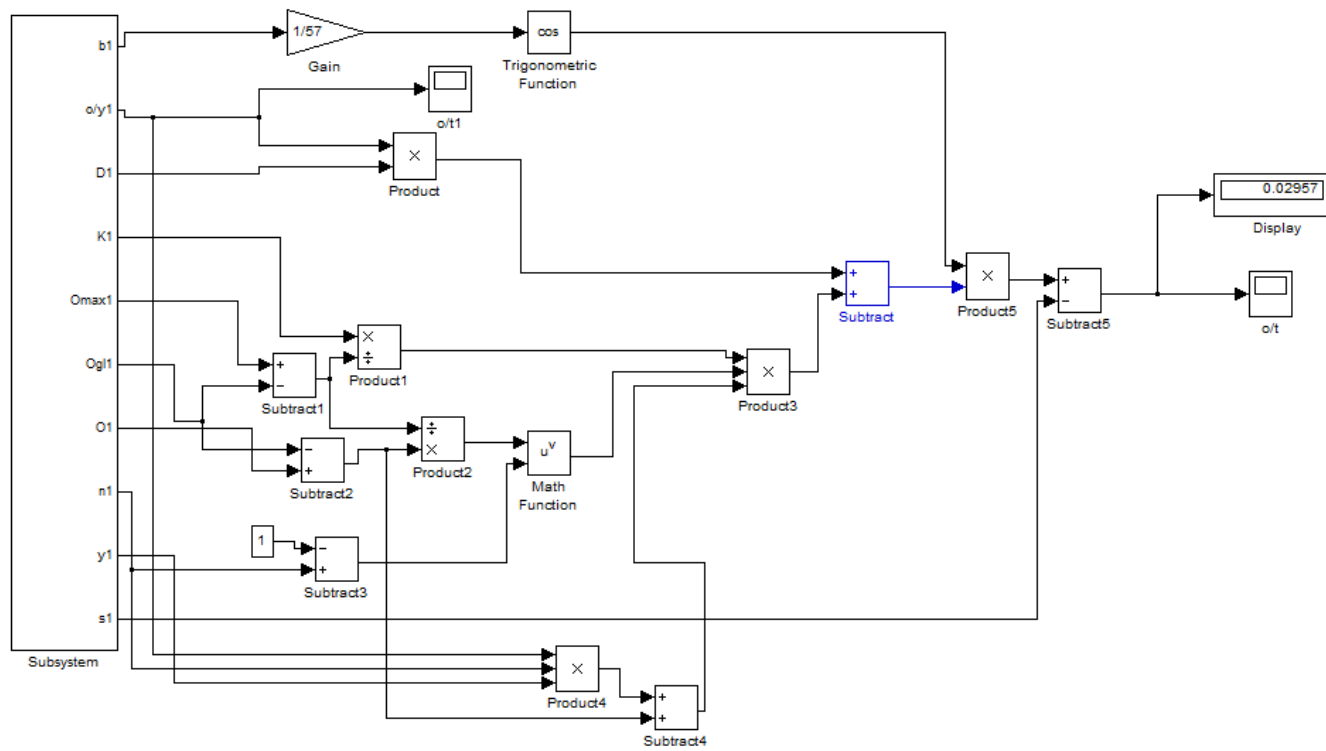 b1
1/57
Gain
cos
Trigonometric
Function
o/y1
o/t1
D1
×
Product
K1
Omax1
+
−
Subtract1
×
÷
Product1
Ogl1
O1
−
+
Subtract2
÷
×
Product2
u^v
Math
Function
n1
1
−
+
Subtract3
y1
s1
Subsystem
×
Product3
+
+
Subtract
×
Product5
+
−
Subtract5
0.02957
Display
o/t
×
Product4
+
+
Subtract4